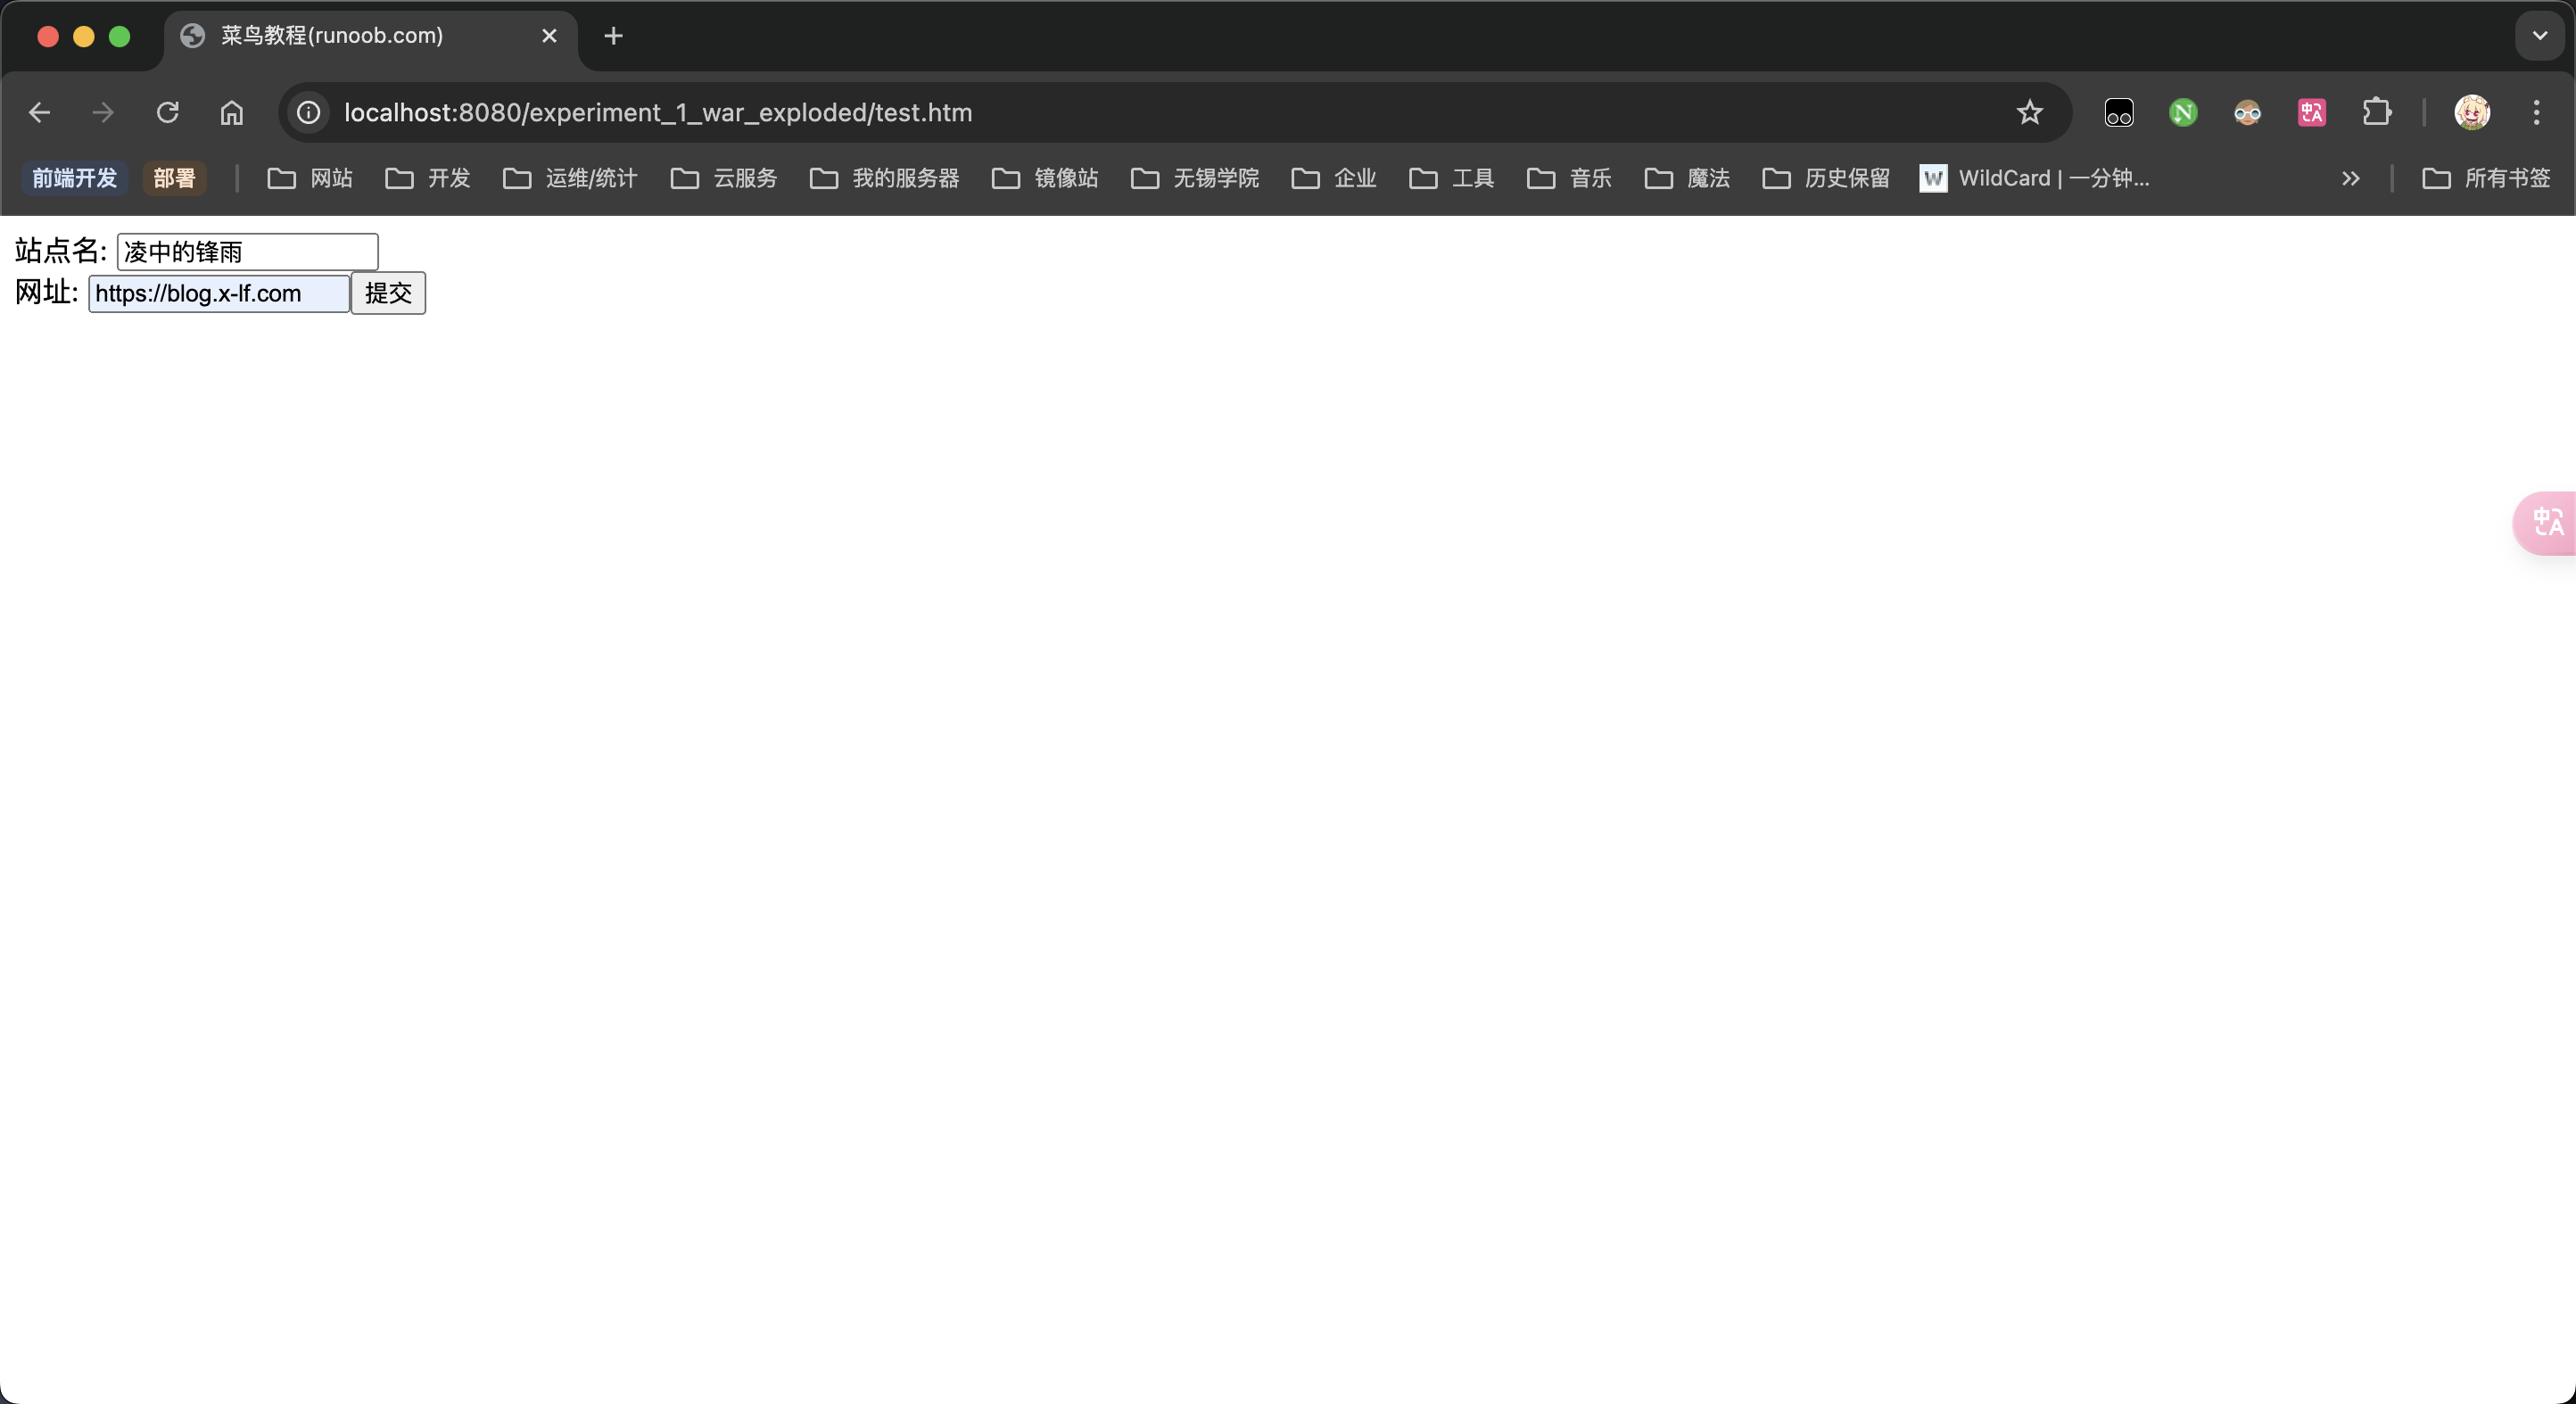 菜鸟教程(runoob.com)
localhost:8080/experiment_1_war_exploded/test.htm
前端开发 部署 网站 开发 运维/统计 云服务 我的服务器 镜像站 无锡学院 企业 工具 音乐 魔法 历史保留 W WildCard | 一分钟... 所有书签
站点名: 凌中的锋雨
网址: https://blog.x-lf.com 提交